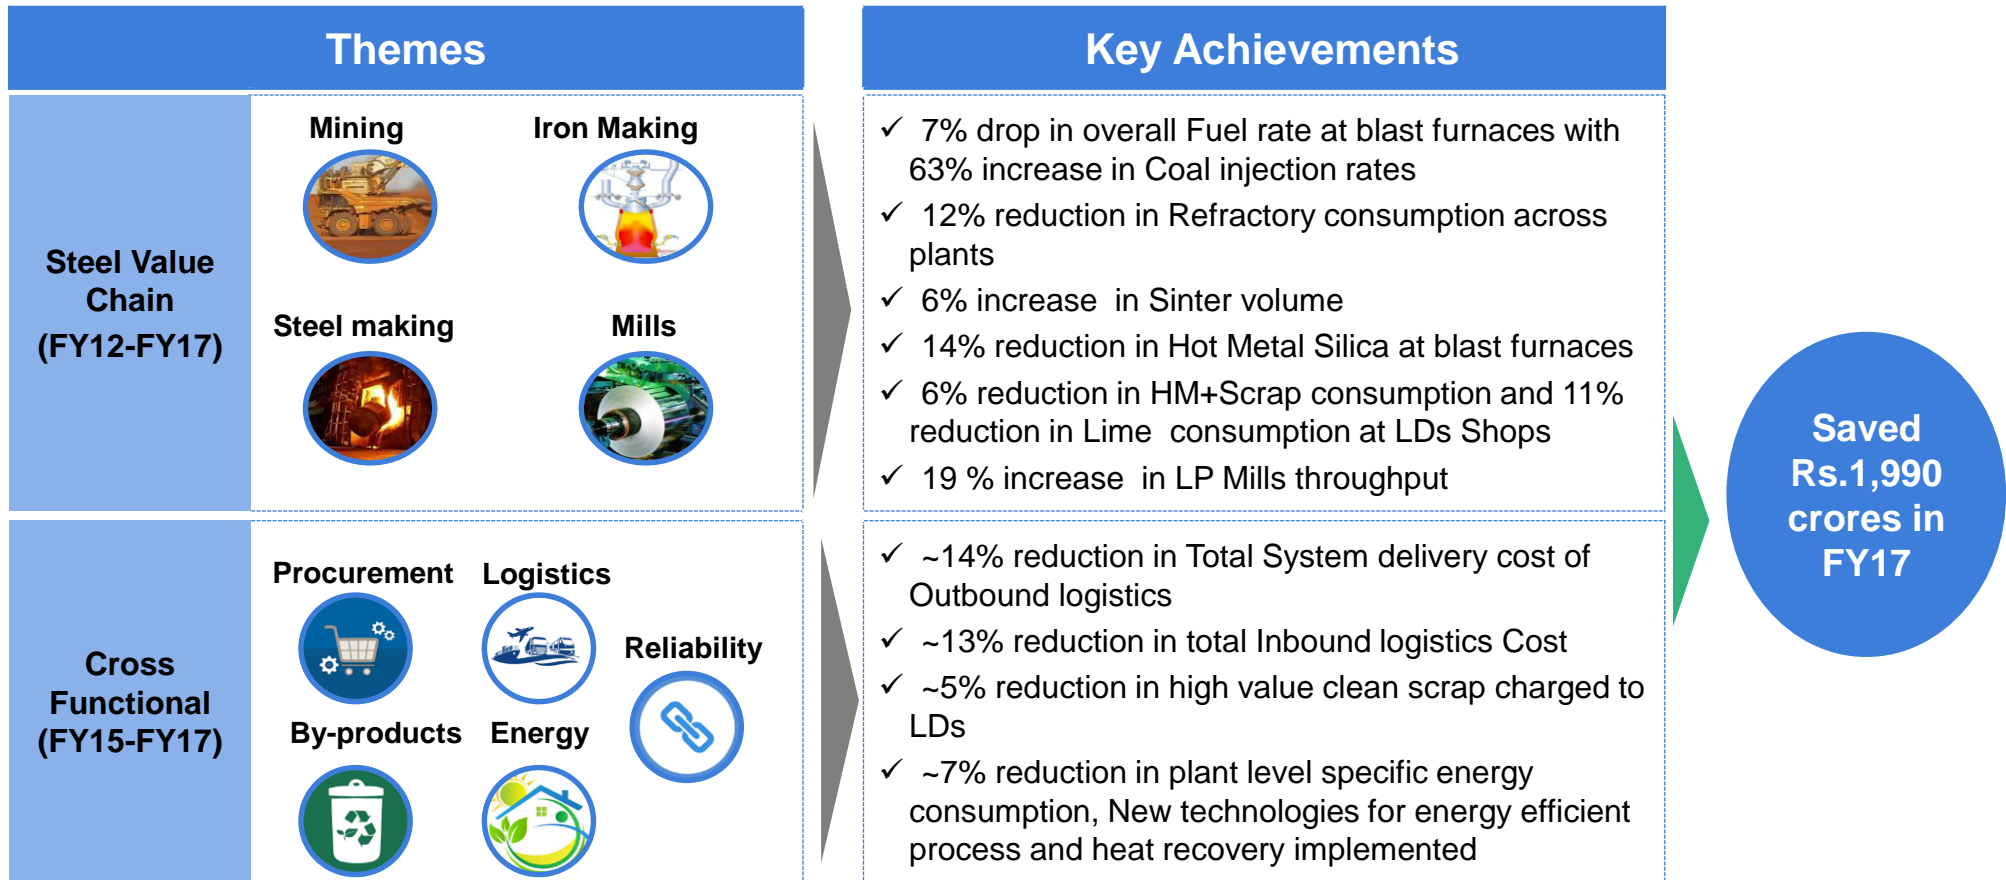 Themes
Key Achievements
Steel Value
Chain
(FY12-FY17)
Mining
Iron Making
Steel making
Mills
✓ 7% drop in overall Fuel rate at blast furnaces with
63% increase in Coal injection rates
✓ 12% reduction in Refractory consumption across
plants
✓ 6% increase in Sinter volume
✓ 14% reduction in Hot Metal Silica at blast furnaces
✓ 6% reduction in HM+Scrap consumption and 11%
reduction in Lime consumption at LDs Shops
✓ 19 % increase in LP Mills throughput
Cross
Functional
(FY15-FY17)
Procurement
Logistics
Reliability
By-products
Energy
✓ ~14% reduction in Total System delivery cost of
Outbound logistics
✓ ~13% reduction in total Inbound logistics Cost
✓ ~5% reduction in high value clean scrap charged to
LDs
✓ ~7% reduction in plant level specific energy
consumption, New technologies for energy efficient
process and heat recovery implemented
Saved
Rs.1,990
crores in
FY17